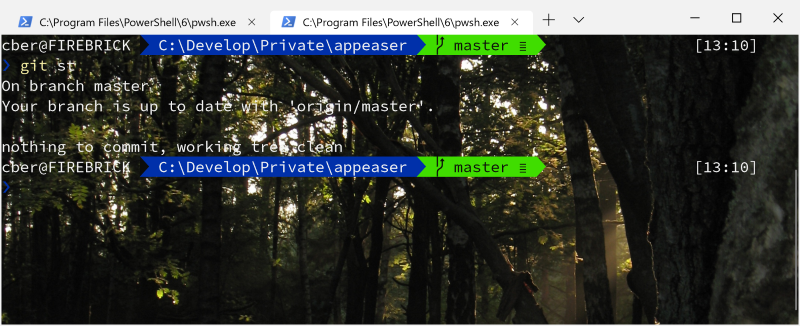 C:\Program Files\PowerShell\6\pwsh.exe C:\Program Files\PowerShell\6\pwsh.exe
cber@FIREBRICK C:\Develop\Private\appeaser master ≡ [13:10]
❯ git st
On branch master
Your branch is up to date with 'origin/master'.
nothing to commit, working tree clean
cber@FIREBRICK C:\Develop\Private\appeaser master ≡ [13:10]
❯